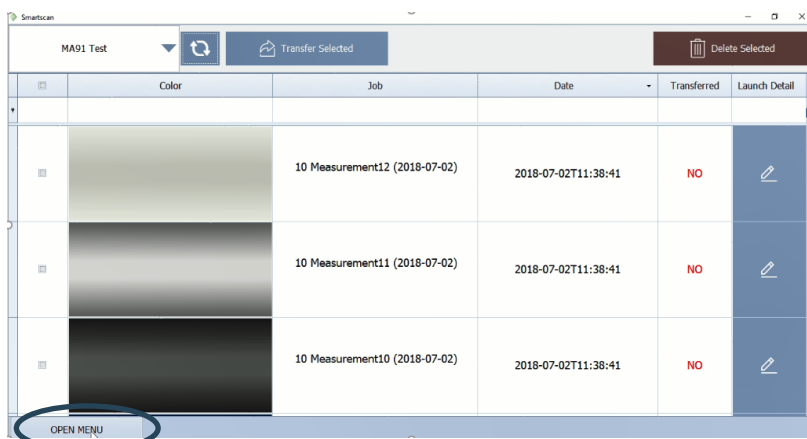 Smartscan
MA91 Test
Transfer Selected
Delete Selected
Color Job Date Transferred Launch Detail
10 Measurement12 (2018-07-02) 2018-07-02T11:38:41 NO
10 Measurement11 (2018-07-02) 2018-07-02T11:38:41 NO
10 Measurement10 (2018-07-02) 2018-07-02T11:38:41 NO
OPEN MENU